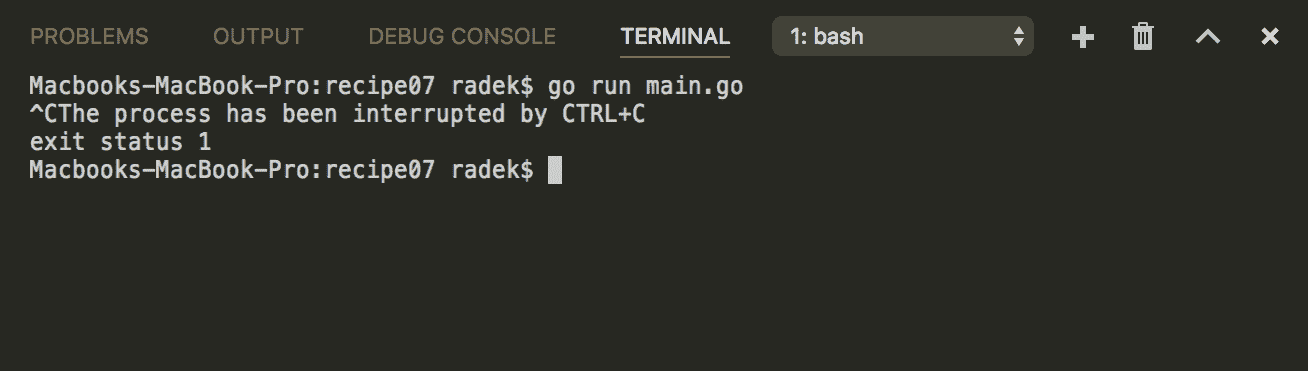 PROBLEMS OUTPUT DEBUG CONSOLE TERMINAL 1: bash
Macbooks-MacBook-Pro:recipe07 radek$ go run main.go
^CThe process has been interrupted by CTRL+C
exit status 1
Macbooks-MacBook-Pro:recipe07 radek$